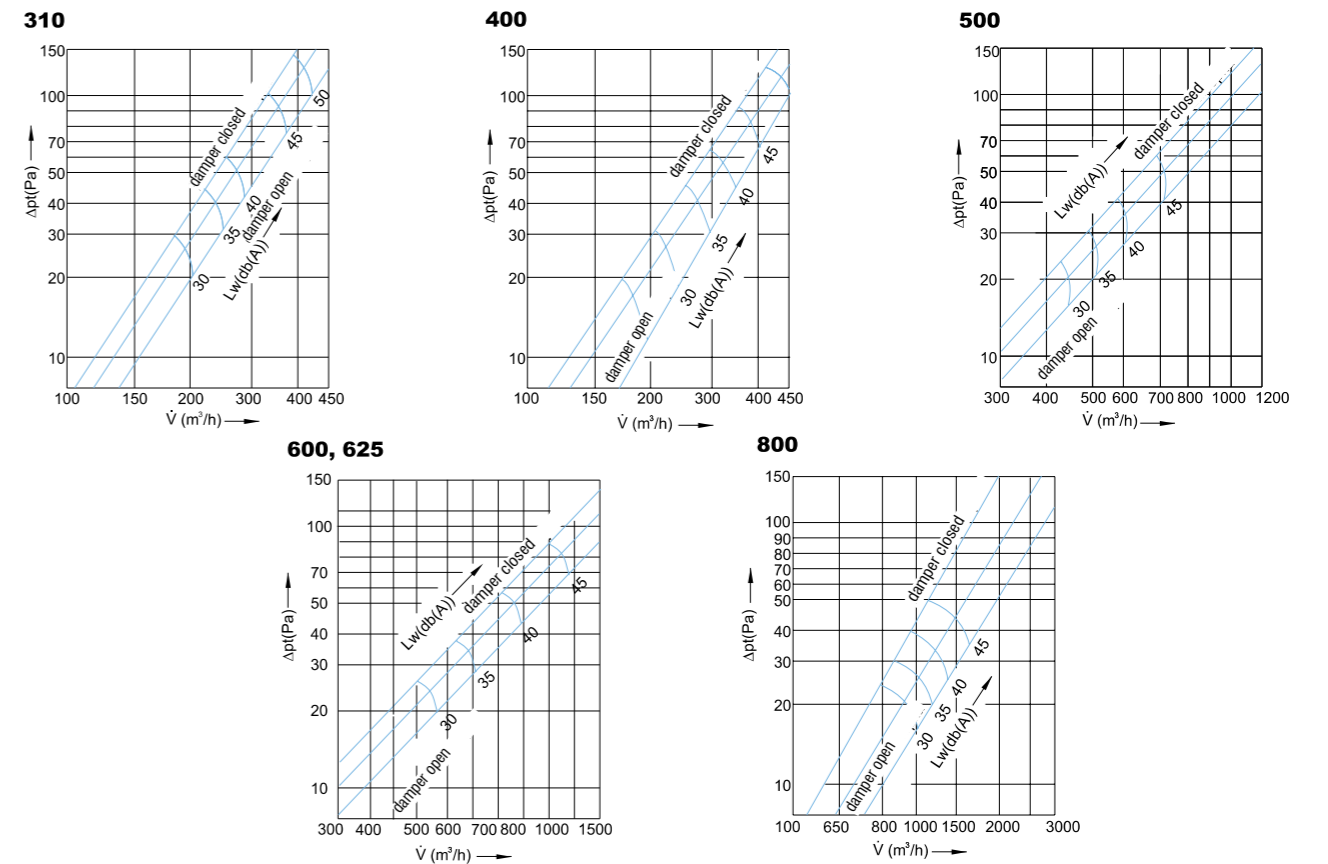 310
150
100
70
50
40
30
20
10
Δpt(Pa)
damper closed
damper open
Lw(db(A))
50
45
40
35
30
100 150 200 300 400 450
V̇ (m³/h)
400
150
100
70
50
40
30
20
10
Δpt(Pa)
damper closed
damper open
Lw(db(A))
45
40
35
30
100 150 200 300 400 450
V̇ (m³/h)
500
150
100
70
50
40
30
20
10
Δpt(Pa)
Lw(db(A))
damper closed
damper open
45
40
35
30
300 400 500 600 700 800 1000 1200
V̇ (m³/h)
600, 625
150
100
70
50
40
30
20
10
Δpt(Pa)
Lw(db(A))
damper closed
damper open
45
40
35
30
300 400 500 600 700 800 1000 1500
V̇ (m³/h)
800
150
100
90
80
70
60
50
40
30
20
10
Δpt(Pa)
damper closed
damper open
Lw(db(A))
45
40
35
30
100 650 800 1000 1500 2000 3000
V̇ (m³/h)